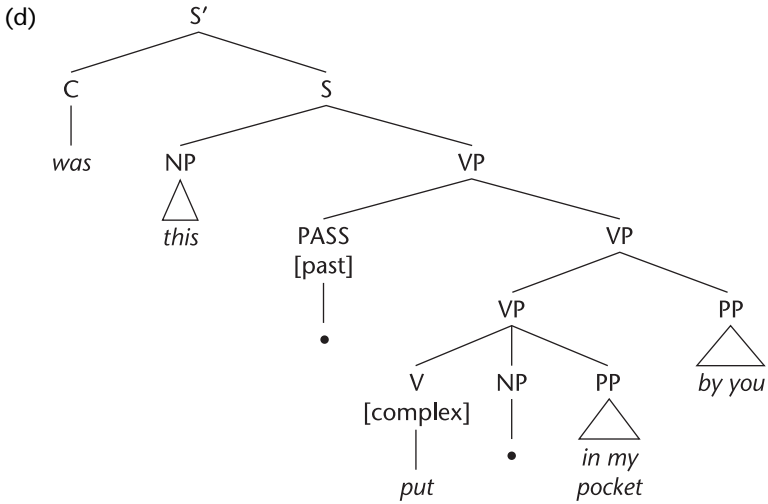 (d)
S′
C S
was NP VP
this
PASS VP
[past]
VP PP
V NP PP by you
[complex]
in my
put pocket